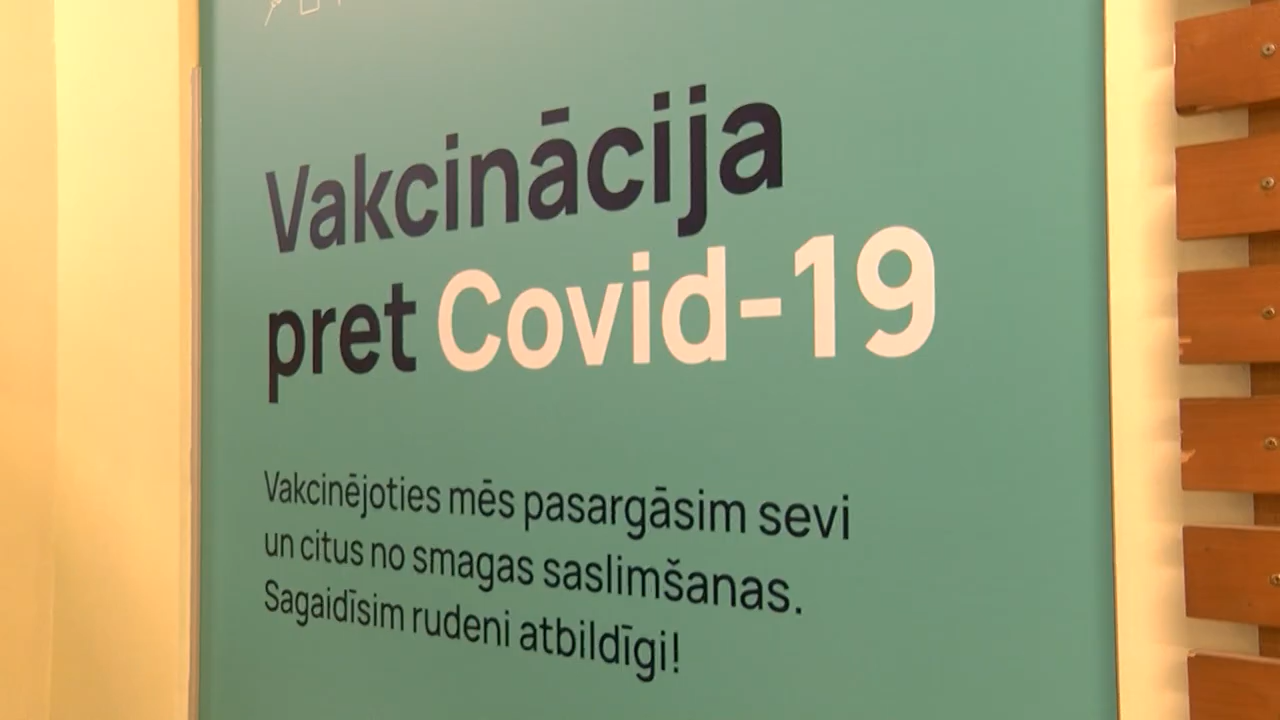 Vakcinācija
pret Covid-19
Vakcinējoties mēs pasargāsim sevi
un citus no smagas saslimšanas.
Sagaidīsim rudeni atbildīgi!